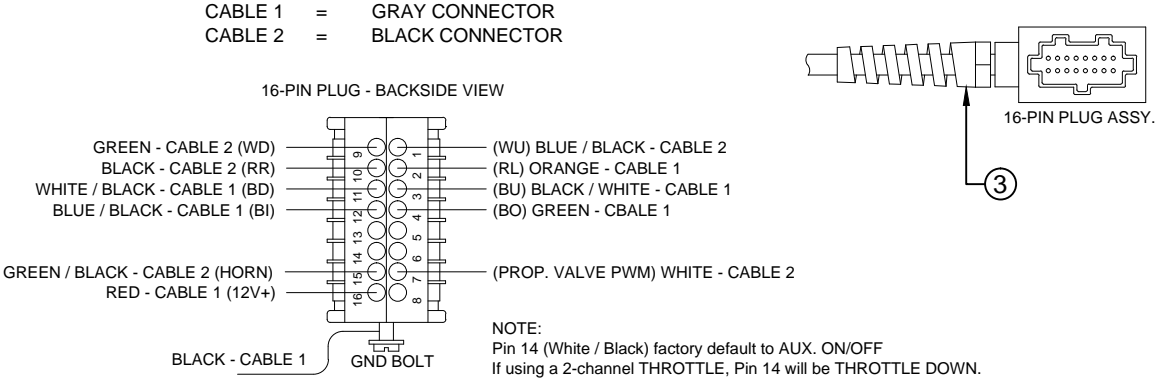 CABLE 1 = GRAY CONNECTOR
CABLE 2 = BLACK CONNECTOR
16-PIN PLUG - BACKSIDE VIEW
16-PIN PLUG ASSY.
3
GREEN - CABLE 2 (WD)
BLACK - CABLE 2 (RR)
WHITE / BLACK - CABLE 1 (BD)
BLUE / BLACK - CABLE 1 (BI)
GREEN / BLACK - CABLE 2 (HORN)
RED - CABLE 1 (12V+)
9 1
10 2
11 3
12 4
13 5
14 6
15 7
16 8
(WU) BLUE / BLACK - CABLE 2
(RL) ORANGE - CABLE 1
(BU) BLACK / WHITE - CABLE 1
(BO) GREEN - CBALE 1
(PROP. VALVE PWM) WHITE - CABLE 2
BLACK - CABLE 1
GND BOLT
NOTE:
Pin 14 (White / Black) factory default to AUX. ON/OFF
If using a 2-channel THROTTLE, Pin 14 will be THROTTLE DOWN.